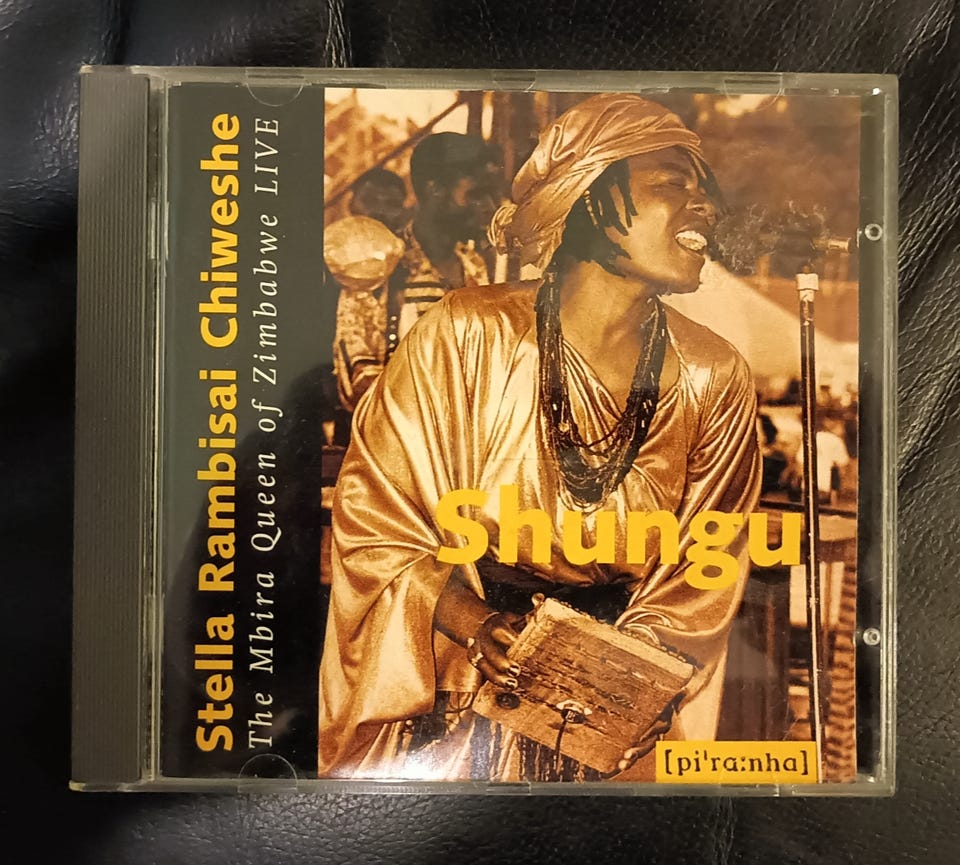 Stella Rambisai Chiweshe
The Mbira Queen of Zimbabwe LIVE
Shungu
[pi'ra:nha]